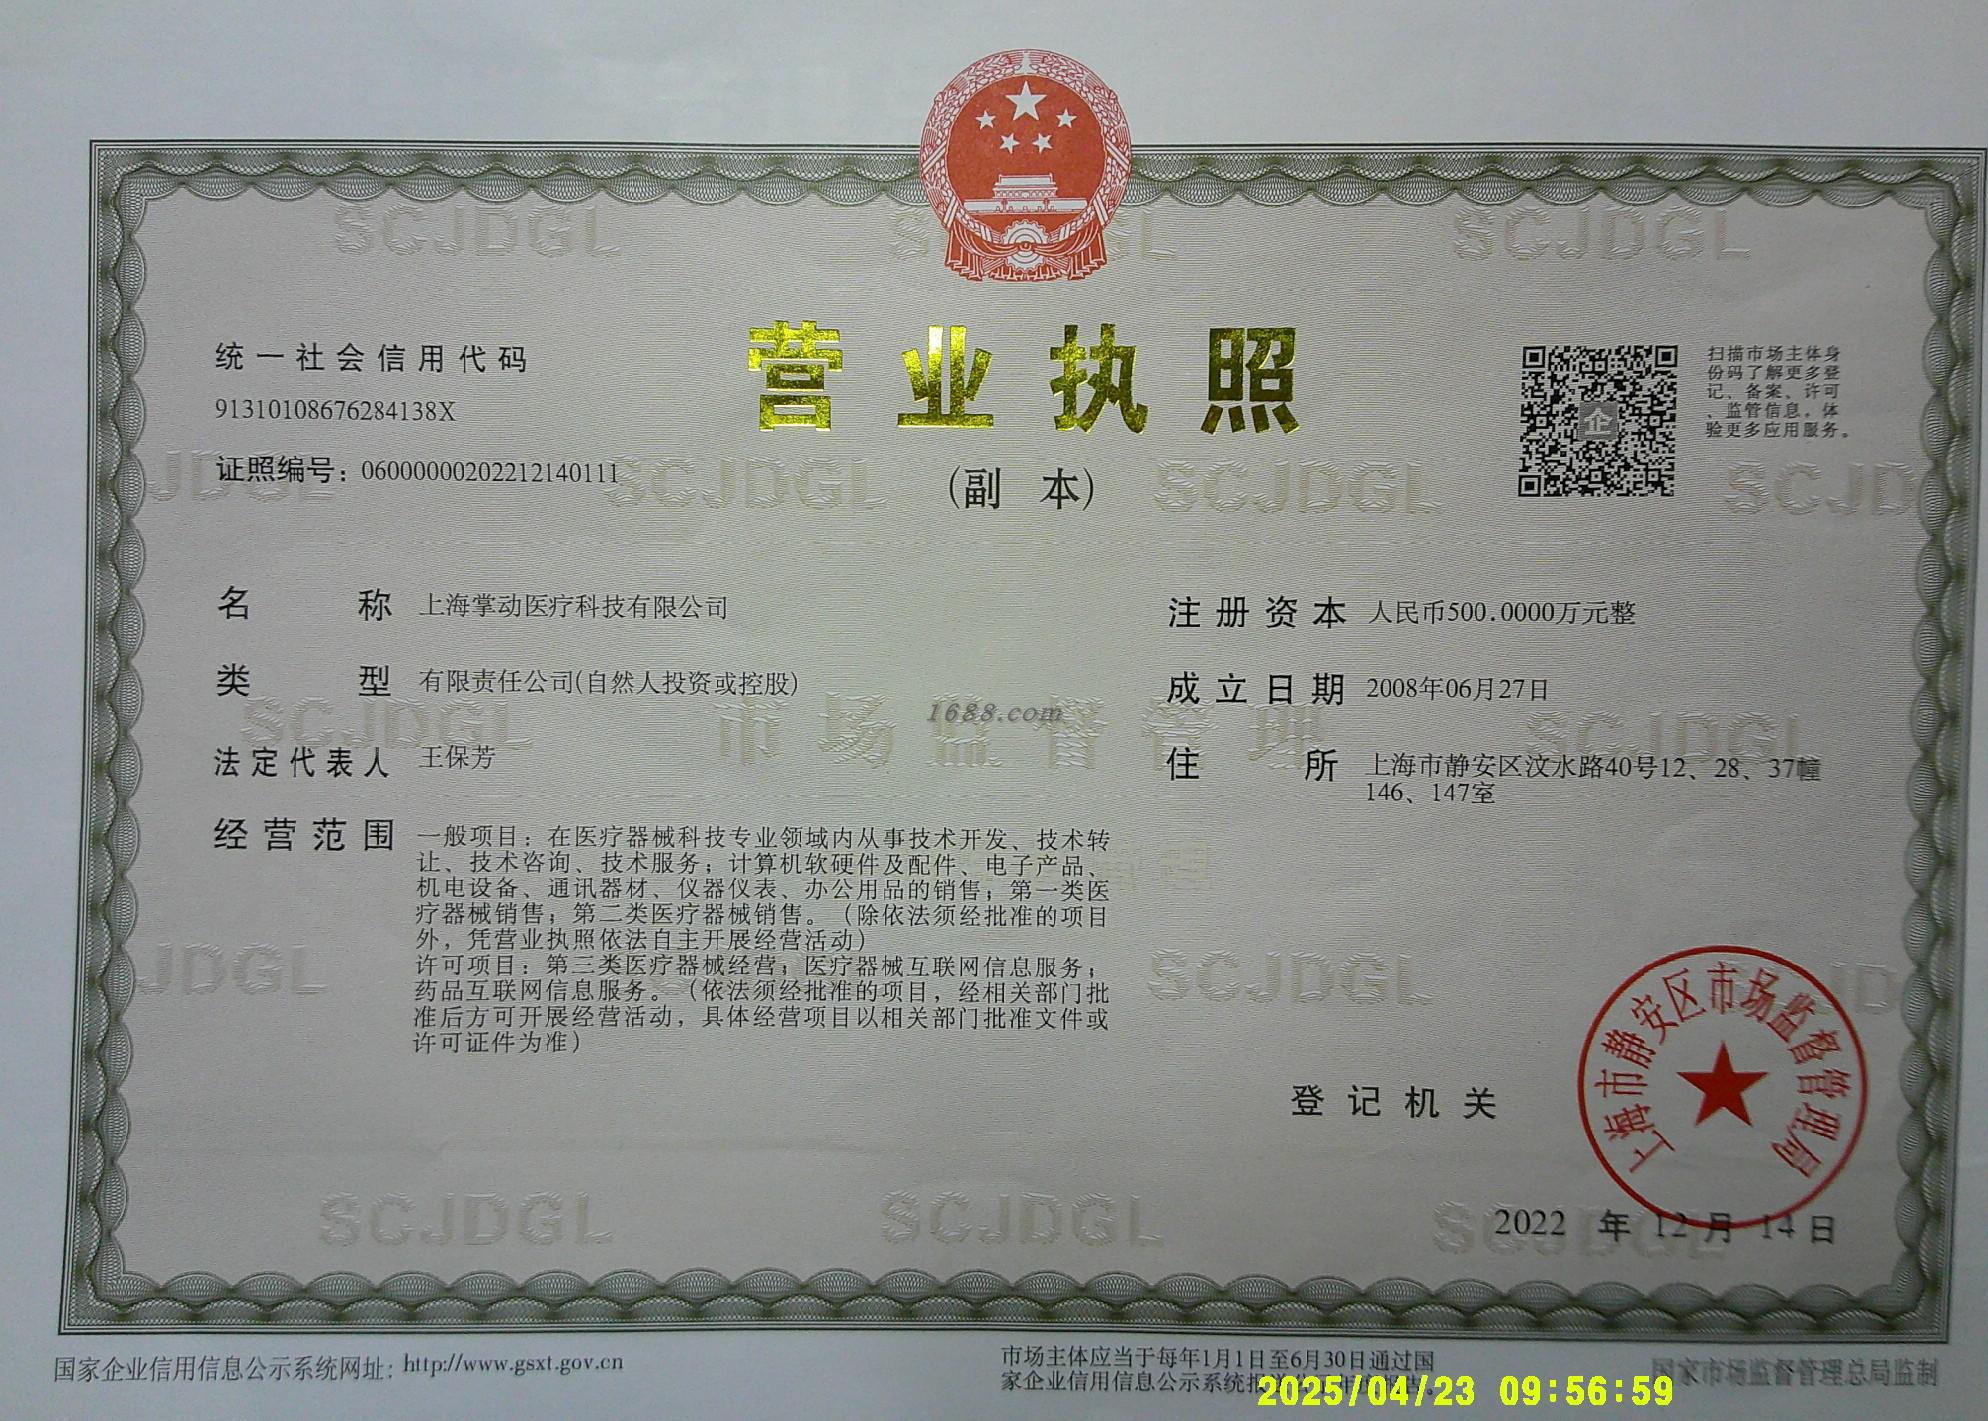 营业执照
(副 本)
统一社会信用代码
91310108676284138X
证照编号：06000000202212140111
扫描市场主体身
份码了解更多登
记、备案、许可
、监管信息，体
验更多应用服务。
名 称 上海掌动医疗科技有限公司
类 型 有限责任公司(自然人投资或控股)
法定代表人 王保芳
经营范围 一般项目：在医疗器械科技专业领域内从事技术开发、技术转
让、技术咨询、技术服务；计算机软硬件及配件、电子产品、
机电设备、通讯器材、仪器仪表、办公用品的销售；第一类医
疗器械销售；第二类医疗器械销售。（除依法须经批准的项目
外，凭营业执照依法自主开展经营活动）
许可项目：第三类医疗器械经营；医疗器械互联网信息服务；
药品互联网信息服务。（依法须经批准的项目，经相关部门批
准后方可开展经营活动，具体经营项目以相关部门批准文件或
许可证件为准）
注册资本 人民币500.0000万元整
成立日期 2008年06月27日
住 所 上海市静安区汶水路40号12、28、37幢
146、147室
1688.com
登记机关
上海市静安区市场监督管理局
2022 年 12 月 14 日
国家企业信用信息公示系统网址：http://www.gsxt.gov.cn
市场主体应当于每年1月1日至6月30日通过国
家企业信用信息公示系统报
国家市场监督管理总局监制
2025/04/23 09:56:59
SCJDGL
市场监督管理